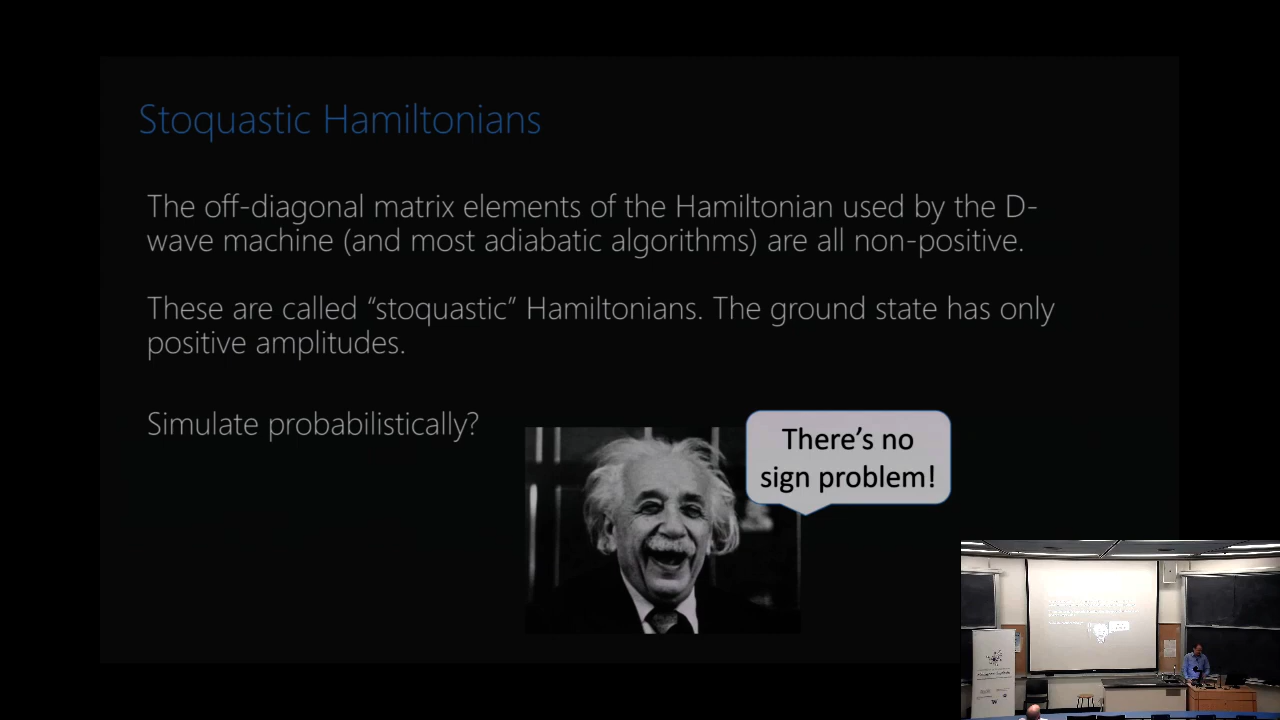 Stoquastic Hamiltonians
The off-diagonal matrix elements of the Hamiltonian used by the D-
wave machine (and most adiabatic algorithms) are all non-positive.
These are called “stoquastic” Hamiltonians. The ground state has only
positive amplitudes.
Simulate probabilistically?
There’s no
sign problem!